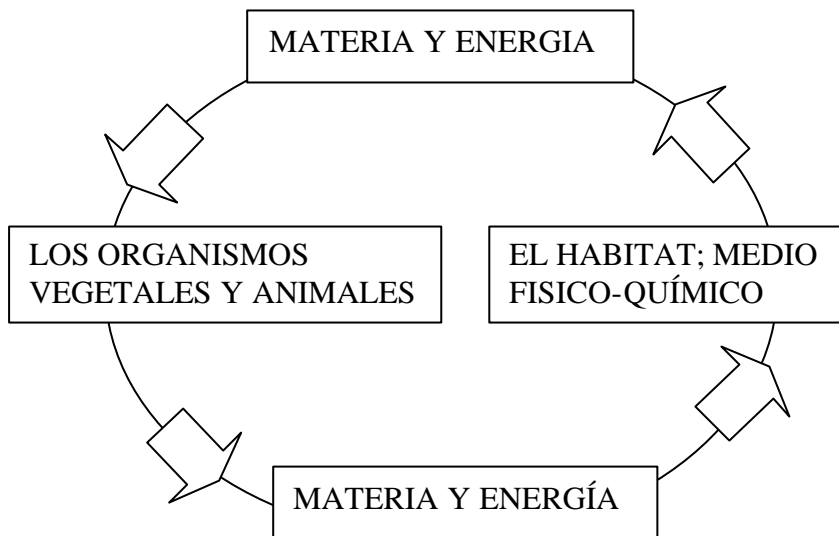 MATERIA Y ENERGIA
LOS ORGANISMOS
VEGETALES Y ANIMALES
EL HABITAT; MEDIO
FISICO-QUÍMICO
MATERIA Y ENERGÍA